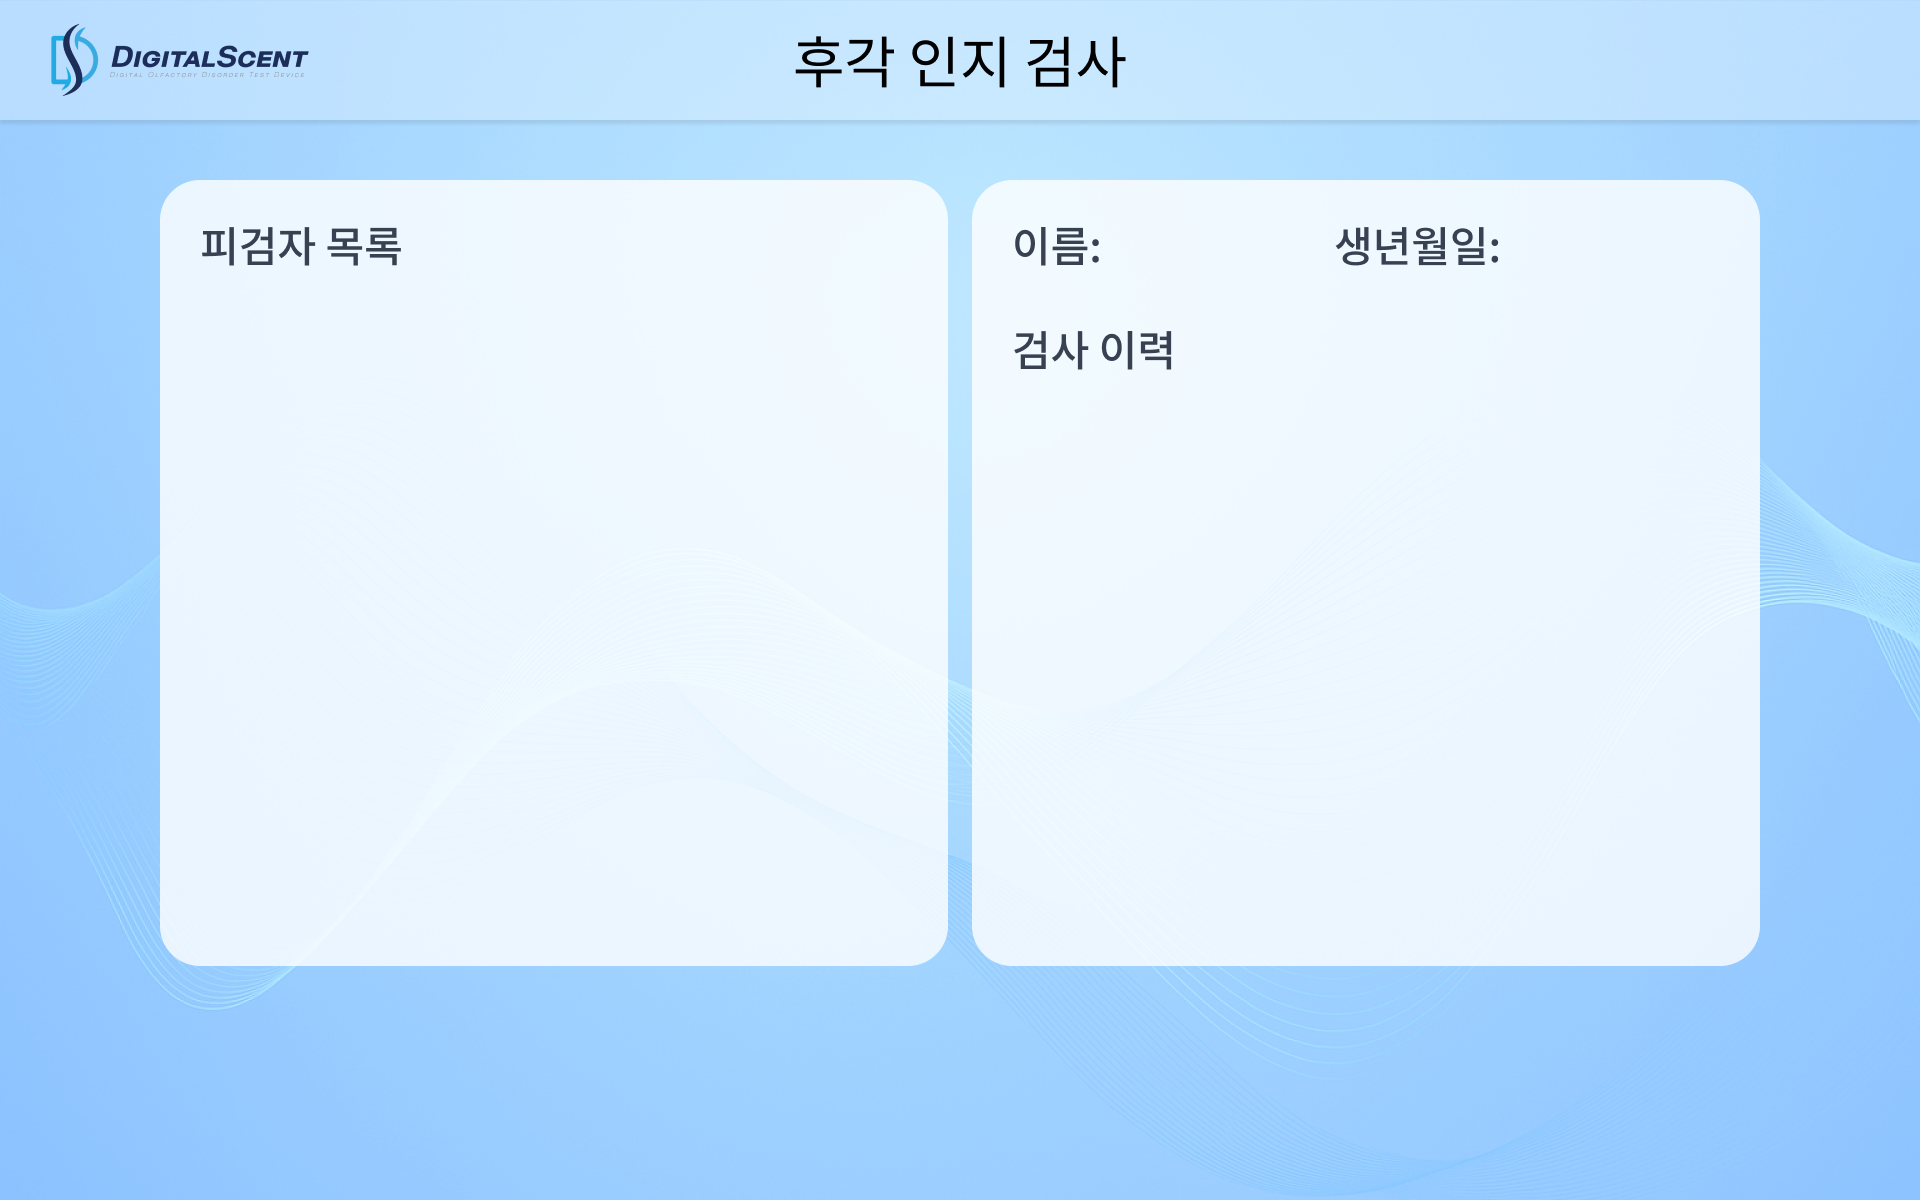 DIGITALSCENT
DIGITAL OLFACTORY DISORDER TEST DEVICE
후각 인지 검사
피검자 목록
이름:
생년월일:
검사 이력